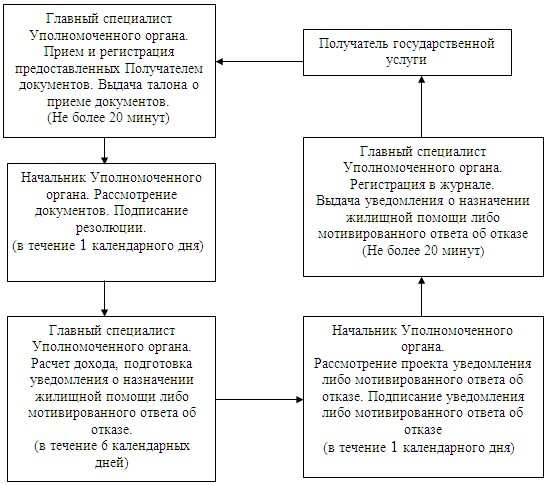 Главный специалист
Уполномоченного органа.
Прием и регистрация
предоставленных Получателем
документов. Выдача талона о
приеме документов.
(Не более 20 минут)
Получатель государственной
услуги
Начальник Уполномоченного
органа. Рассмотрение
документов. Подписание
резолюции.
(в течение 1 календарного дня)
Главный специалист
Уполномоченного органа.
Регистрация в журнале.
Выдача уведомления о назначении
жилищной помощи либо
мотивированного ответа об отказе
(Не более 20 минут)
Главный специалист
Уполномоченного органа.
Расчет дохода, подготовка
уведомления о назначении
жилищной помощи либо
мотивированного ответа об
отказе.
(в течение 6 календарных
дней)
Начальник Уполномоченного
органа.
Рассмотрение проекта уведомления
либо мотивированного ответа об
отказе. Подписание уведомления
либо мотивированного ответа об
отказе
(в течение 1 календарного дня)